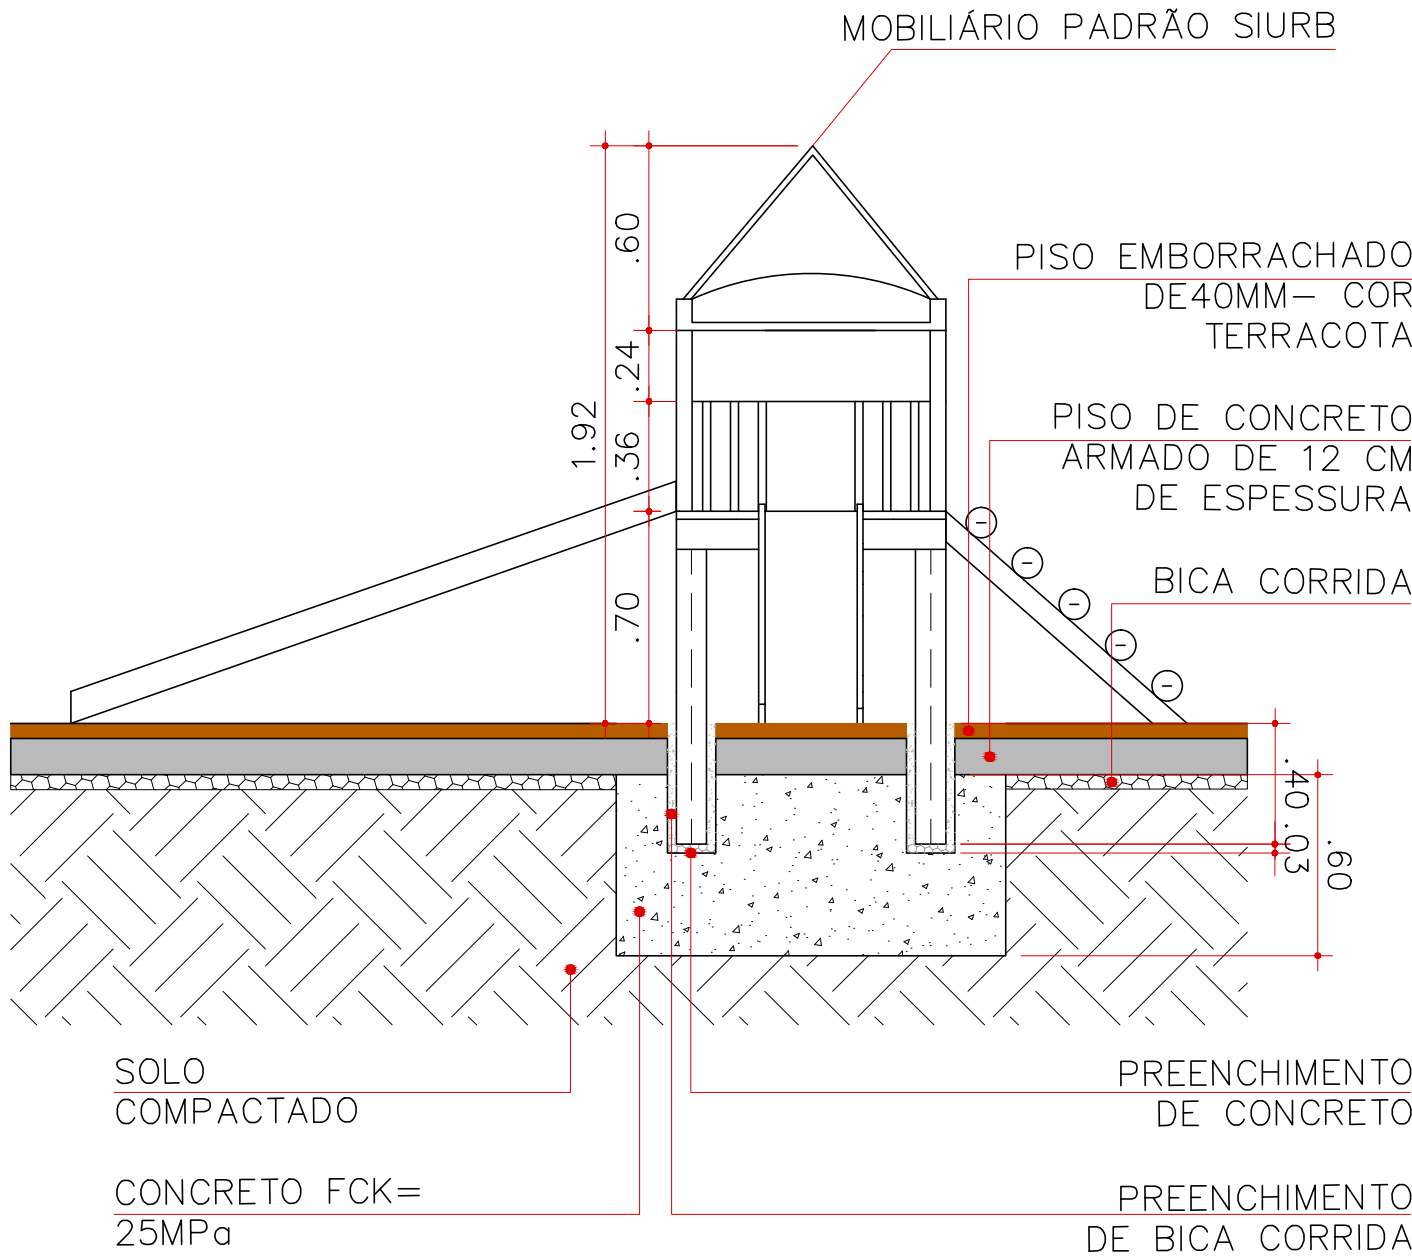 MOBILIÁRIO PADRÃO SIURB
.60
.24
1.92
.36
.70
PISO EMBORRACHADO
DE40MM- COR
TERRACOTA
PISO DE CONCRETO
ARMADO DE 12 CM
DE ESPESSURA
BICA CORRIDA
.40
.03
.60
SOLO
COMPACTADO
CONCRETO FCK=
25MPa
PREENCHIMENTO
DE CONCRETO
PREENCHIMENTO
DE BICA CORRIDA